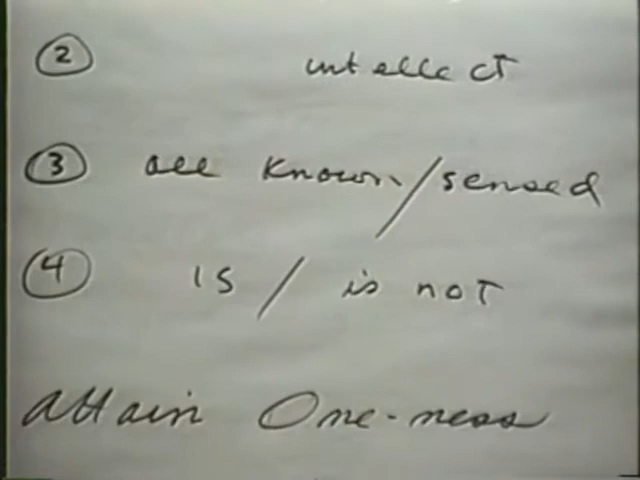 2 intellect
3 all known/sensed
4 is / is not
attain One-ness